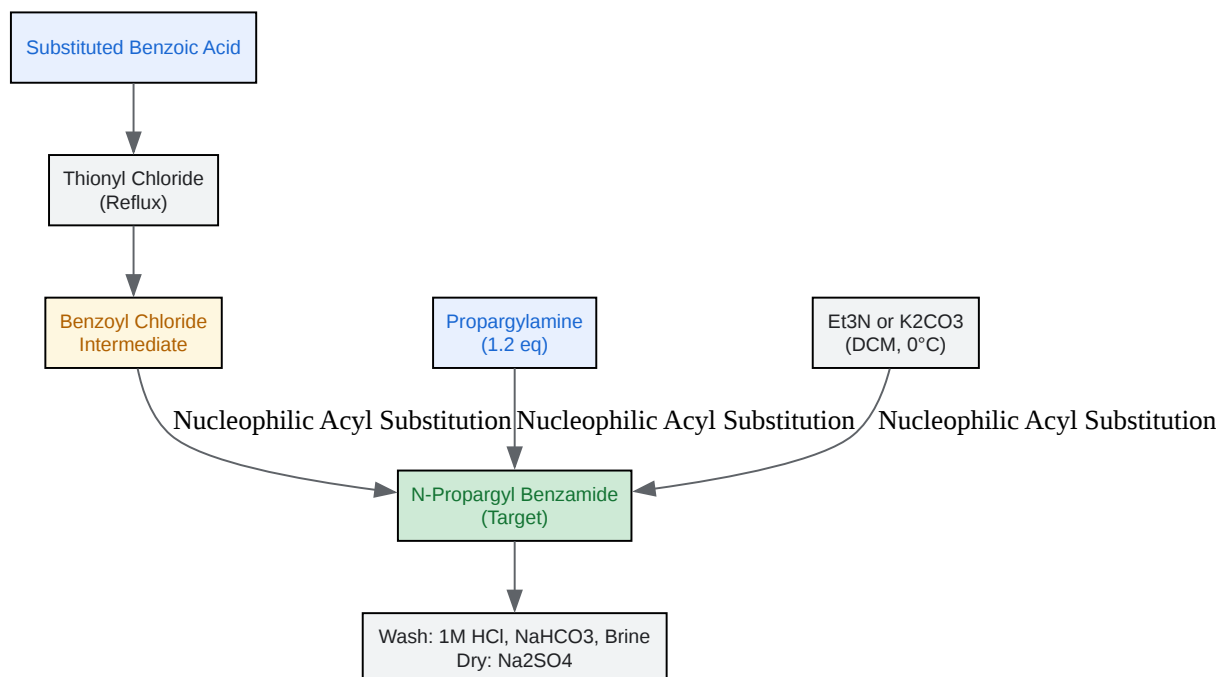 Substituted Benzoic Acid
Thionyl Chloride
(Reflux)
Benzoyl Chloride
Intermediate
Propargylamine
(1.2 eq)
Et3N or K2CO3
(DCM, 0°C)
Nucleophilic Acyl Substitution
Nucleophilic Acyl Substitution
Nucleophilic Acyl Substitution
N-Propargyl Benzamide
(Target)
Wash: 1M HCl, NaHCO3, Brine
Dry: Na2SO4